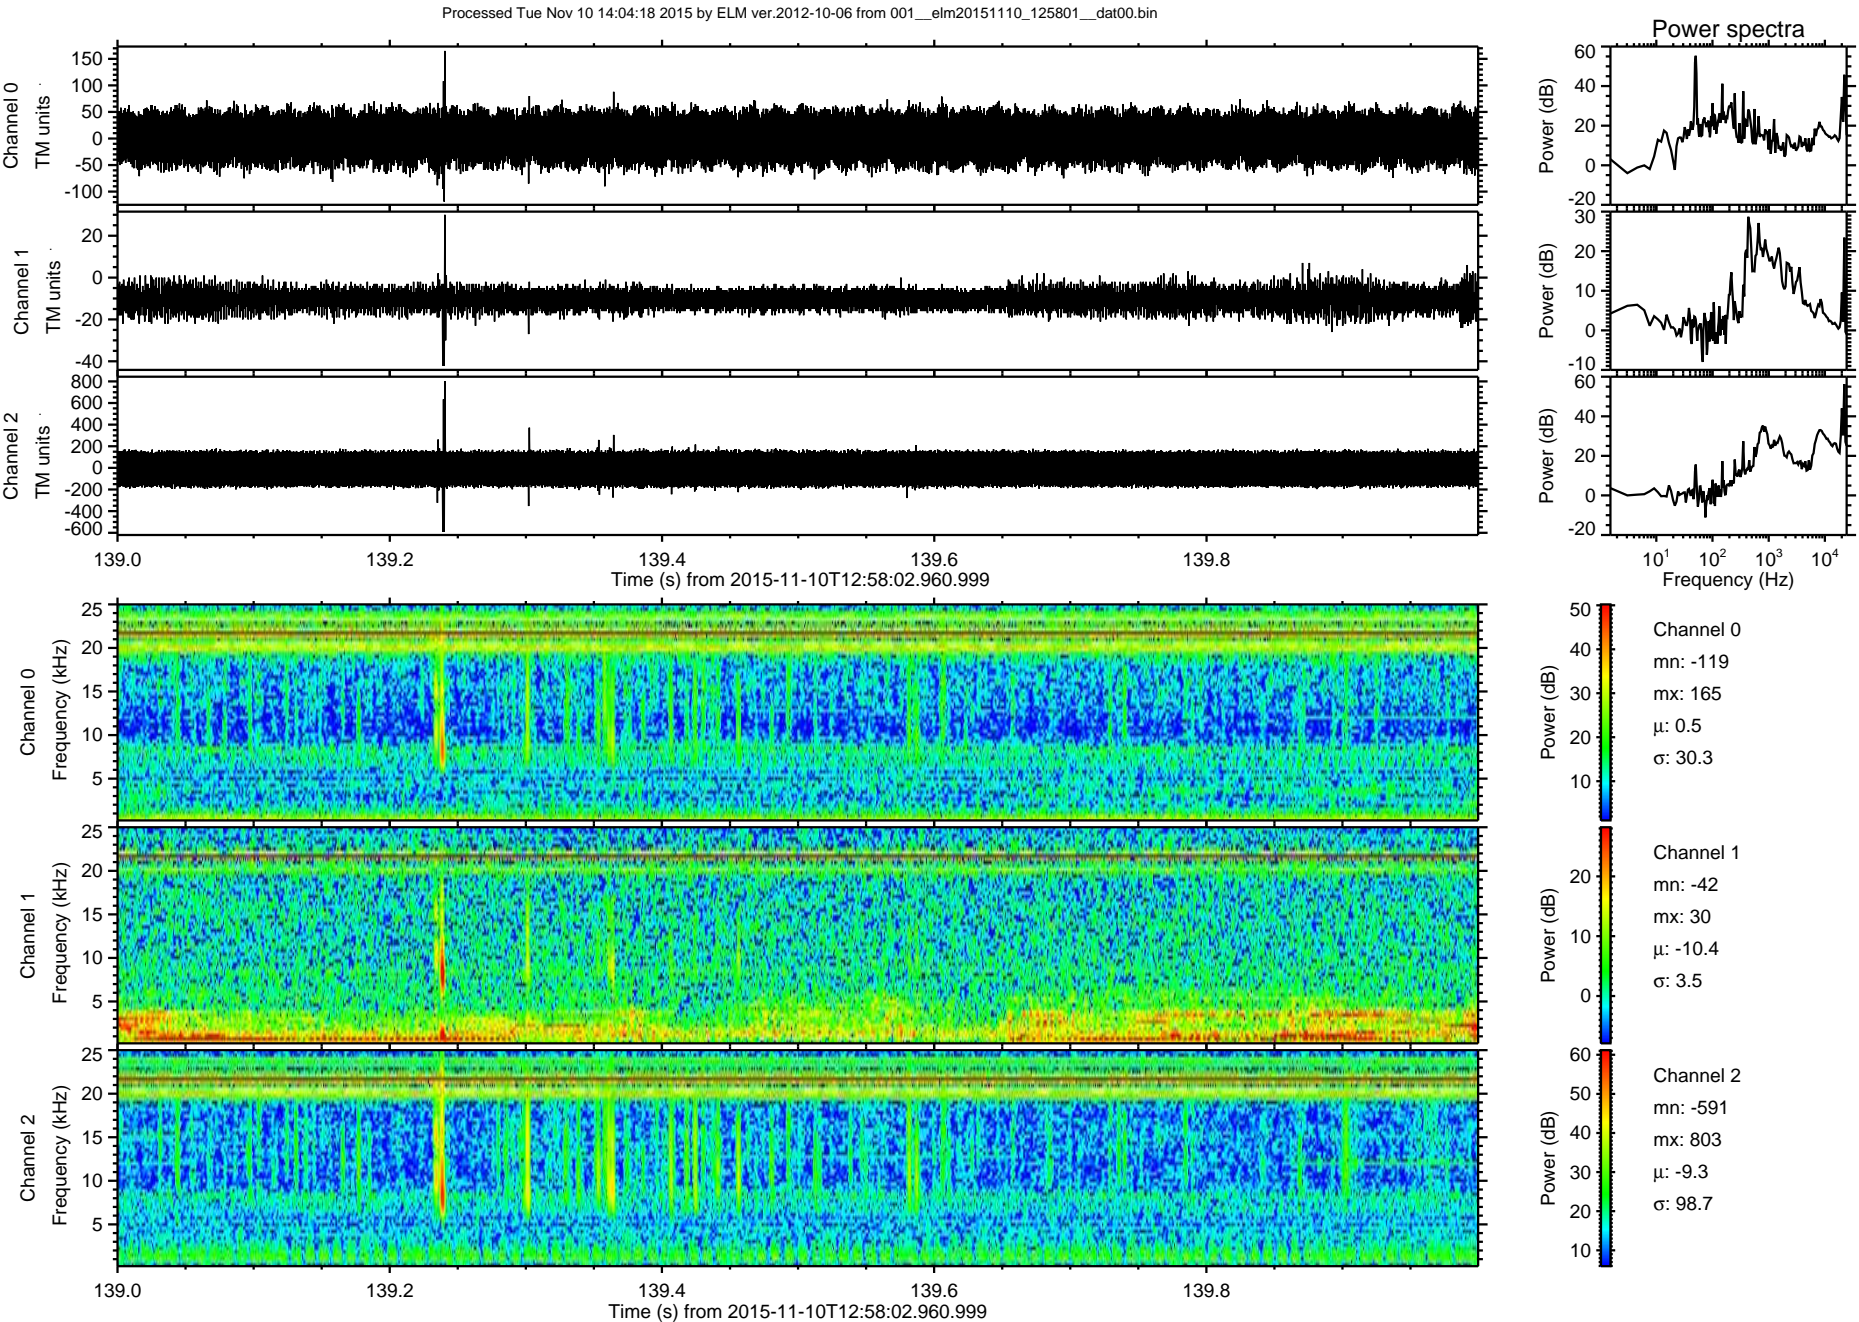 Processed Tue Nov 10 14:04:18 2015 by ELM ver.2012-10-06 from 001__elm20151110_125801__dat00.bin
Power spectra
Channel 0
TM units
150
100
50
0
-50
-100
Power (dB)
60
40
20
0
-20
Channel 1
TM units
20
0
-20
-40
Power (dB)
30
20
10
0
-10
Channel 2
TM units
800
600
400
200
0
-200
-400
-600
Power (dB)
60
40
20
0
-20
139.0 139.2 139.4 139.6 139.8
Time (s) from 2015-11-10T12:58:02.960.999
10¹ 10² 10³ 10⁴
Frequency (Hz)
Channel 0
Frequency (kHz)
25
20
15
10
5
Power (dB)
50
40
30
20
10
Channel 0
mn: -119
mx: 165
μ: 0.5
σ: 30.3
Channel 1
Frequency (kHz)
25
20
15
10
5
Power (dB)
20
10
0
Channel 1
mn: -42
mx: 30
μ: -10.4
σ: 3.5
Channel 2
Frequency (kHz)
25
20
15
10
5
Power (dB)
60
50
40
30
20
10
Channel 2
mn: -591
mx: 803
μ: -9.3
σ: 98.7
139.0 139.2 139.4 139.6 139.8
Time (s) from 2015-11-10T12:58:02.960.999